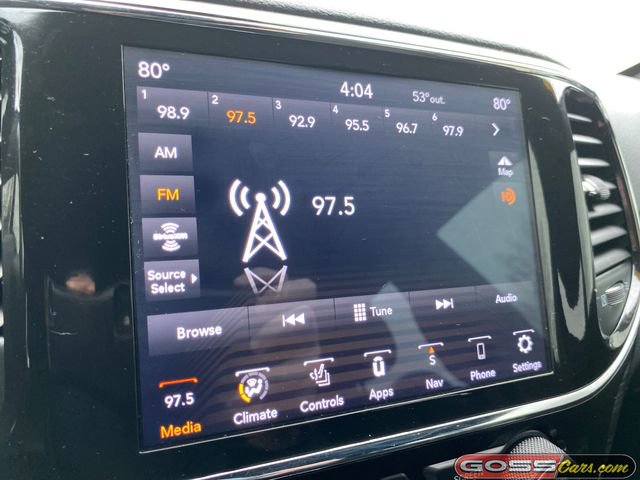 80° 4:04 53°out. 80°
1 98.9 2 97.5 3 92.9 4 95.5 5 96.7 6 97.9
AM
Map
FM
97.5
SiriusXM
Source
Select
Browse Tune Audio
97.5
Media Climate Controls Apps S Nav Phone Settings
GOSSCars.com